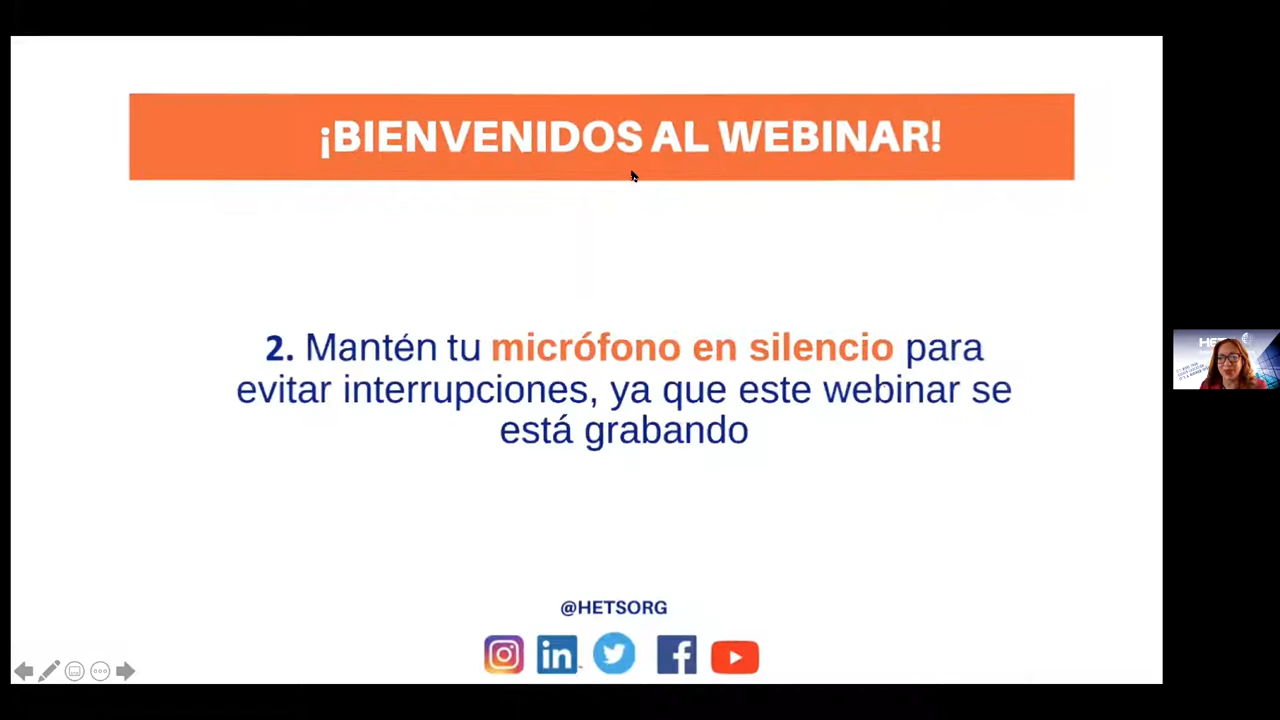 ¡BIENVENIDOS AL WEBINAR!
2. Mantén tu micrófono en silencio para
evitar interrupciones, ya que este webinar se
está grabando
@HETSORG